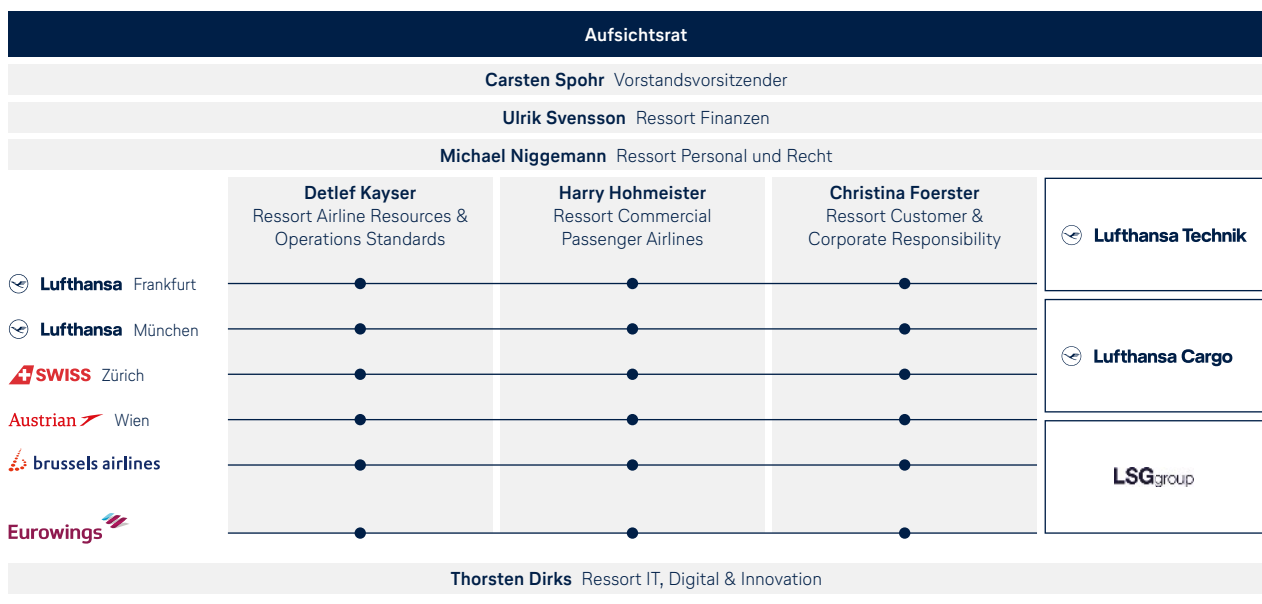 Aufsichtsrat
Carsten Spohr Vorstandsvorsitzender
Ulrik Svensson Ressort Finanzen
Michael Niggemann Ressort Personal und Recht
Detlef Kayser
Ressort Airline Resources &
Operations Standards
Harry Hohmeister
Ressort Commercial
Passenger Airlines
Christina Foerster
Ressort Customer &
Corporate Responsibility
Lufthansa Technik
Lufthansa Frankfurt
Lufthansa München
Lufthansa Cargo
SWISS Zürich
Austrian Wien
brussels airlines
LSGgroup
Eurowings
Thorsten Dirks Ressort IT, Digital & Innovation